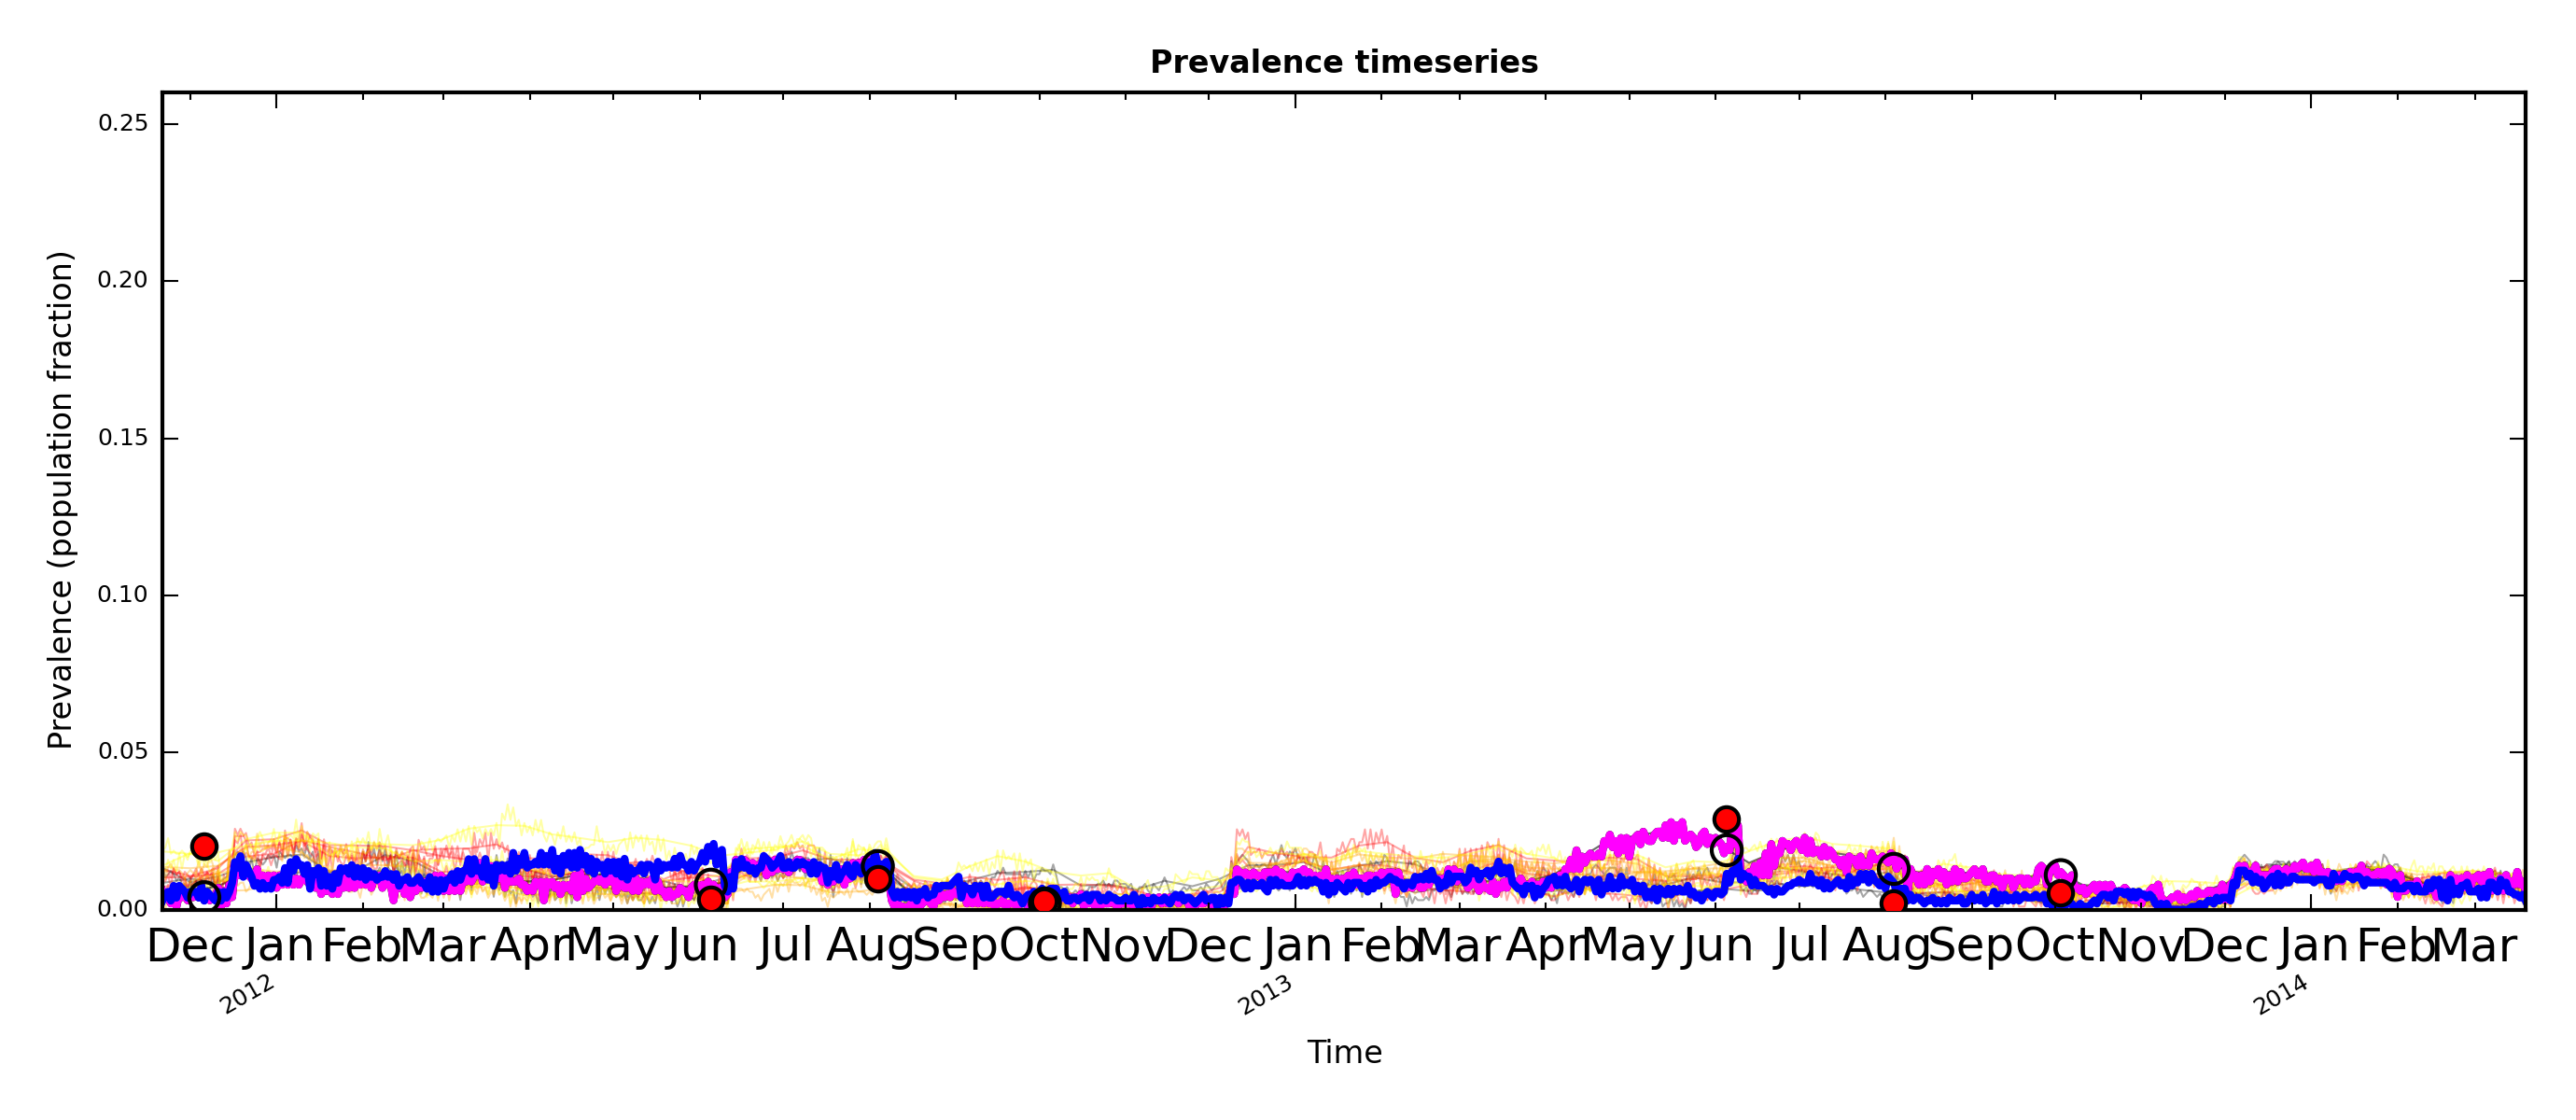 Prevalence timeseries
Prevalence (population fraction)
0.25
0.20
0.15
0.10
0.05
0.00
Dec Jan Feb Mar Apr May Jun Jul Aug Sep Oct Nov Dec Jan Feb Mar Apr May Jun Jul Aug Sep Oct Nov Dec Jan Feb Mar
2012 2013 2014
Time